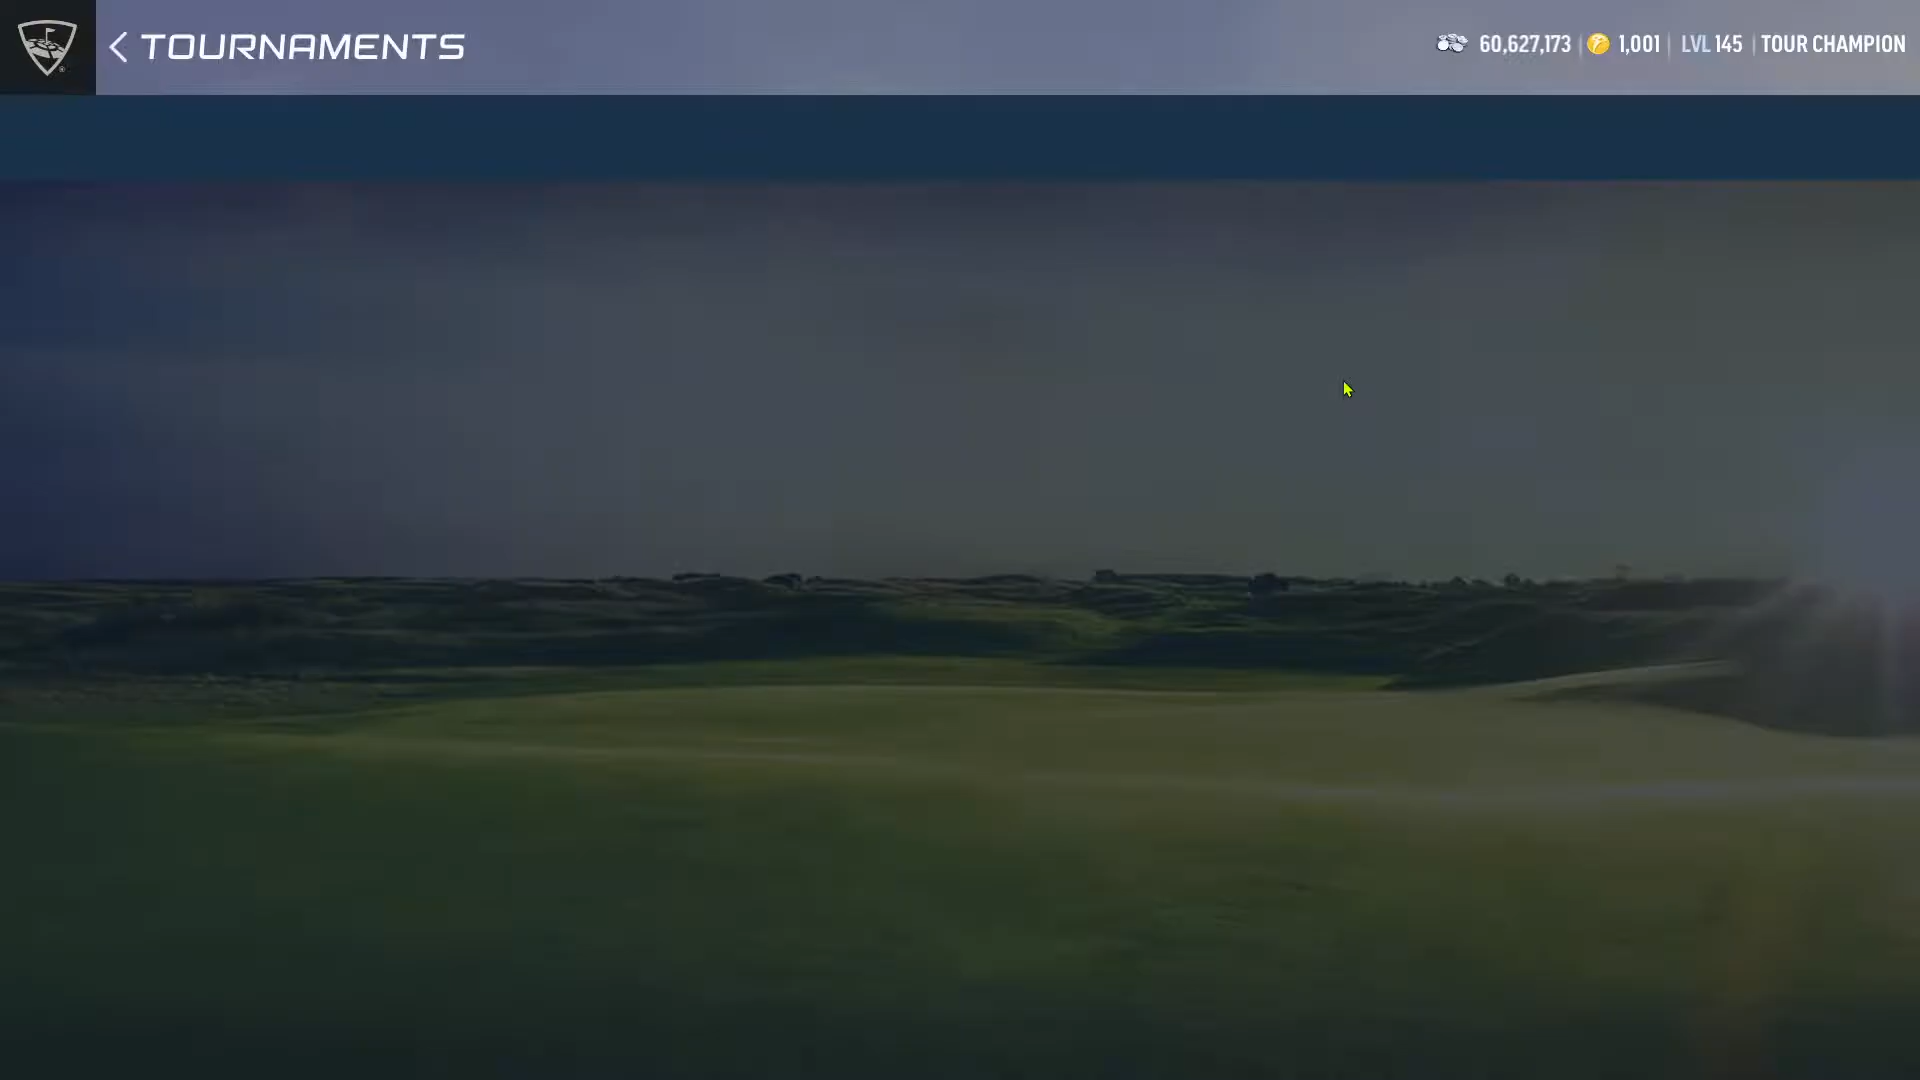 TOURNAMENTS
60,627,173 | 1,001 | LVL 145 | TOUR CHAMPION